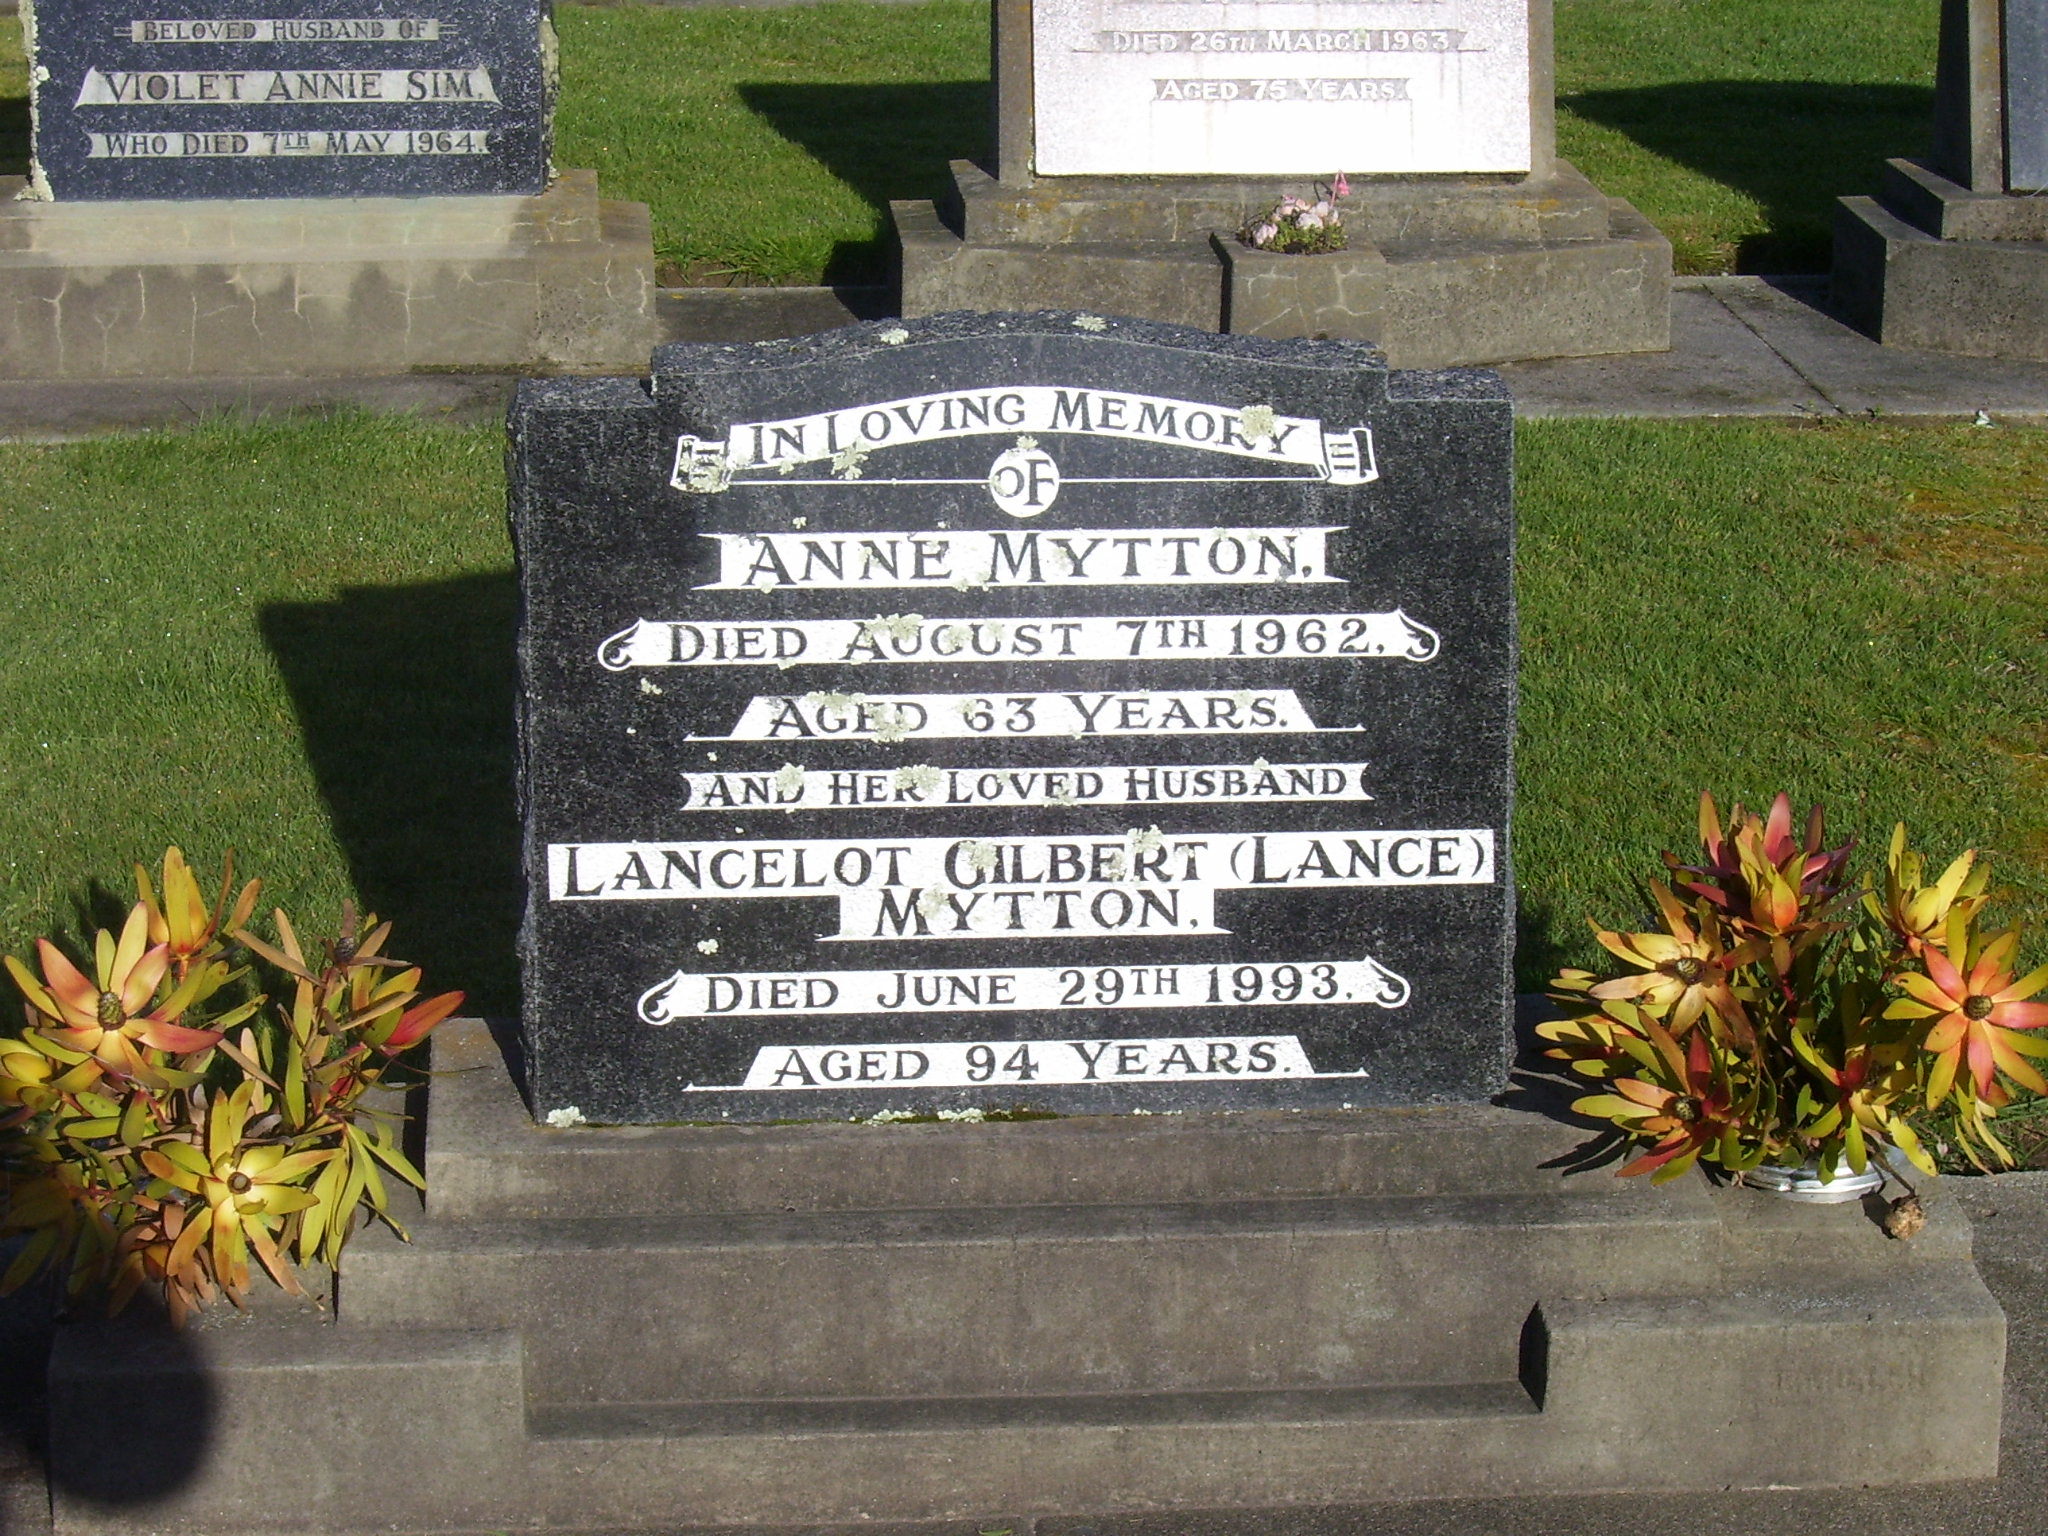 BELOVED HUSBAND OF
VIOLET ANNIE SIM,
WHO DIED 7TH MAY 1964.
DIED 26TH MARCH 1963
AGED 75 YEARS.
IN LOVING MEMORY
OF
ANNE MYTTON,
DIED AUGUST 7TH 1962,
AGED 63 YEARS.
AND HER LOVED HUSBAND
LANCELOT GILBERT (LANCE)
MYTTON,
DIED JUNE 29TH 1993.
AGED 94 YEARS.